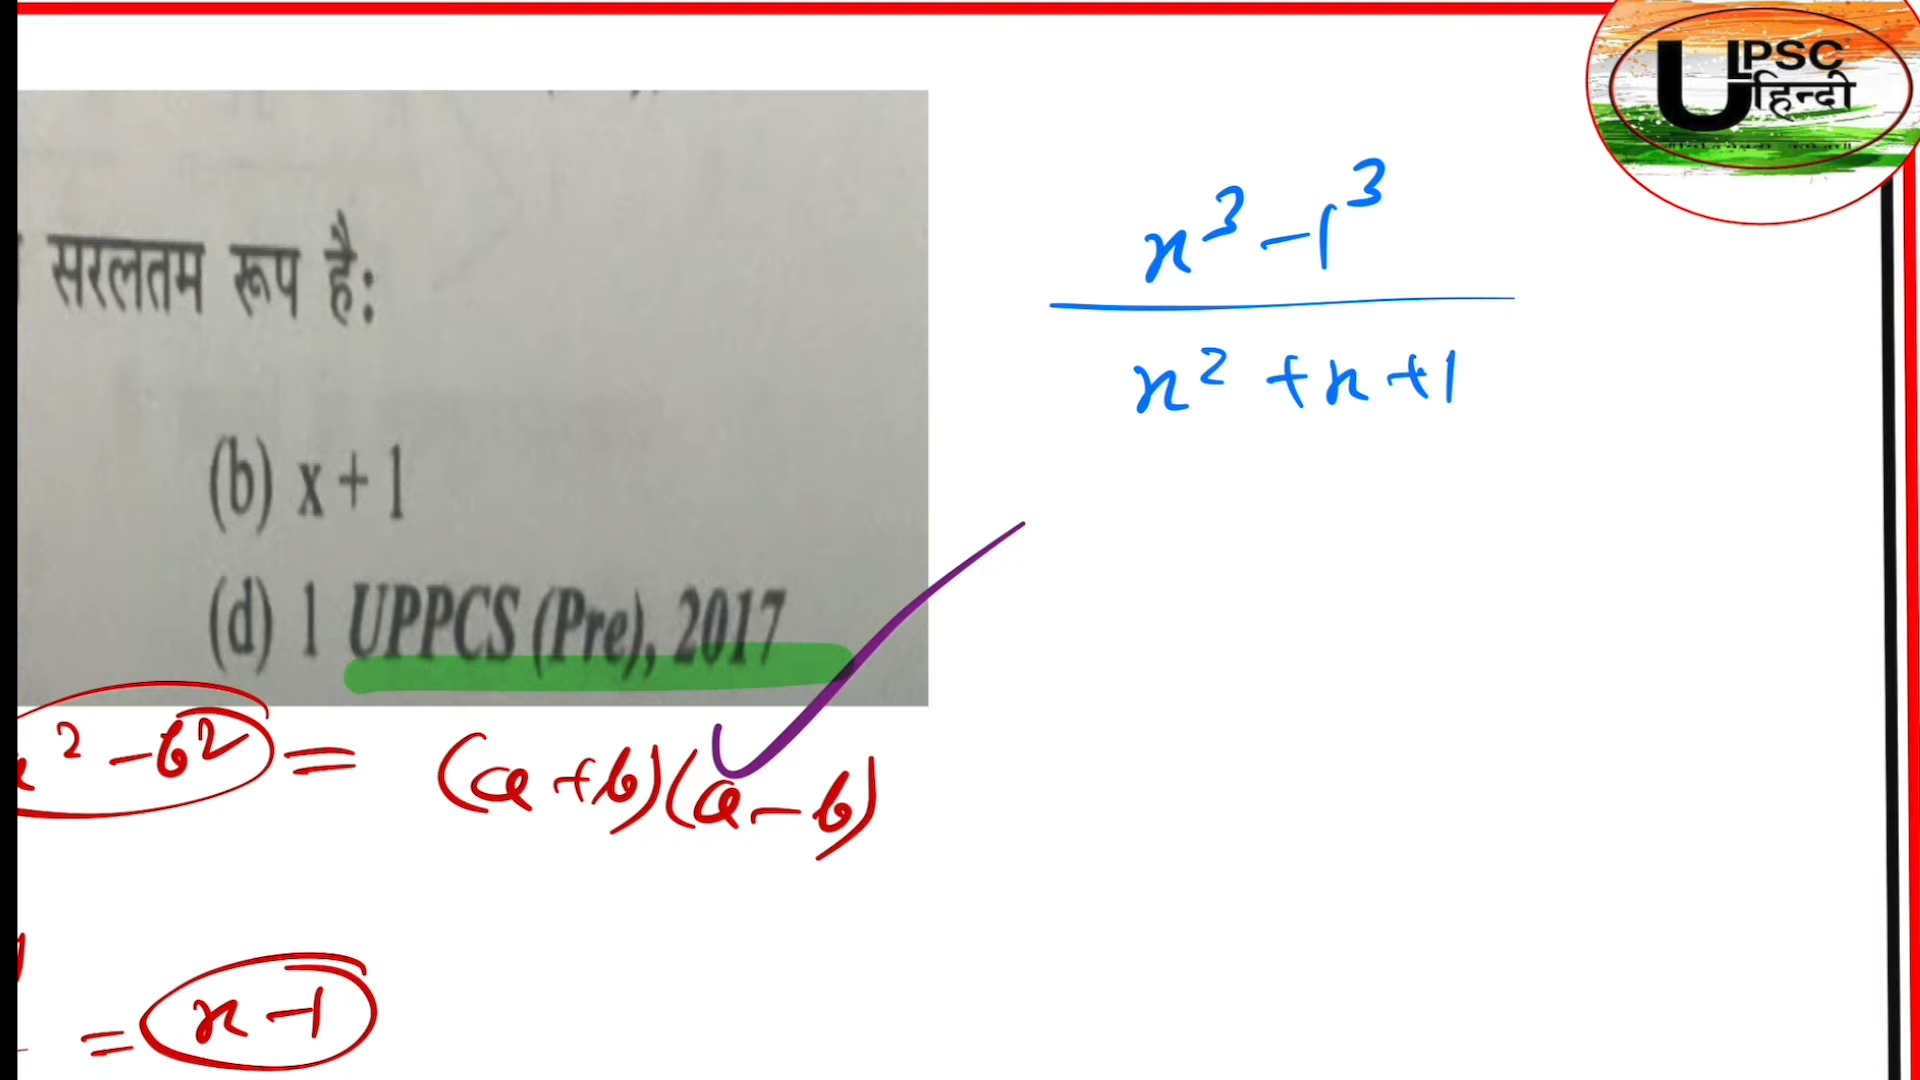 UPSC
हिन्दी
सरलतम रूप है:
(b) x + 1
(d) 1 UPPCS (Pre), 2017
x³ - 1³
x² + x + 1
² - b² = (a + b)(a - b)
= x - 1